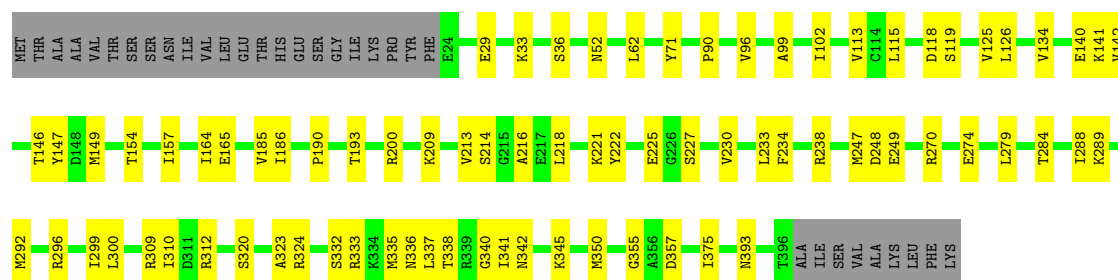 MET THR ALA ALA VAL THR SER SER ASN ILE VAL LEU GLU THR HIS GLU SER GLY ILE LYS PRO TYR PHE E24 E29 K33 S36 N52 L62 Y71 P90 V96 A99 I102 V113 C114 L115 D118 S119 V125 L126 V134 E140 K141 V142
T146 Y147 D148 M149 T154 I157 I164 E165 V185 I186 P190 T193 R200 K209 V213 S214 G215 A216 E217 L218 K221 Y222 E225 G226 S227 V230 L233 F234 R238 M247 D248 E249 R270 E274 L279 T284 I288 K289
M292 R296 I299 L300 R309 I310 D311 R312 S320 A323 R324 S332 R333 K334 M335 N336 L337 T338 R339 G340 I341 N342 K345 M350 G355 A356 D357 I375 N393 T396 ALA ILE SER VAL ALA LYS LEU PHE LYS